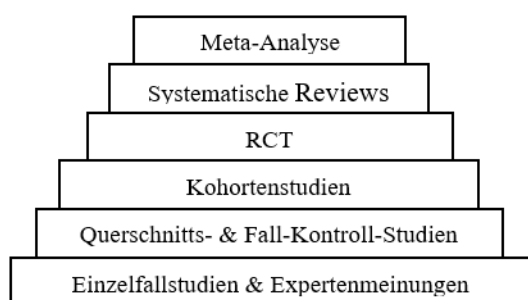 Meta-Analyse
Systematische Reviews
RCT
Kohortenstudien
Querschnitts- & Fall-Kontroll-Studien
Einzelfallstudien & Expertenmeinungen